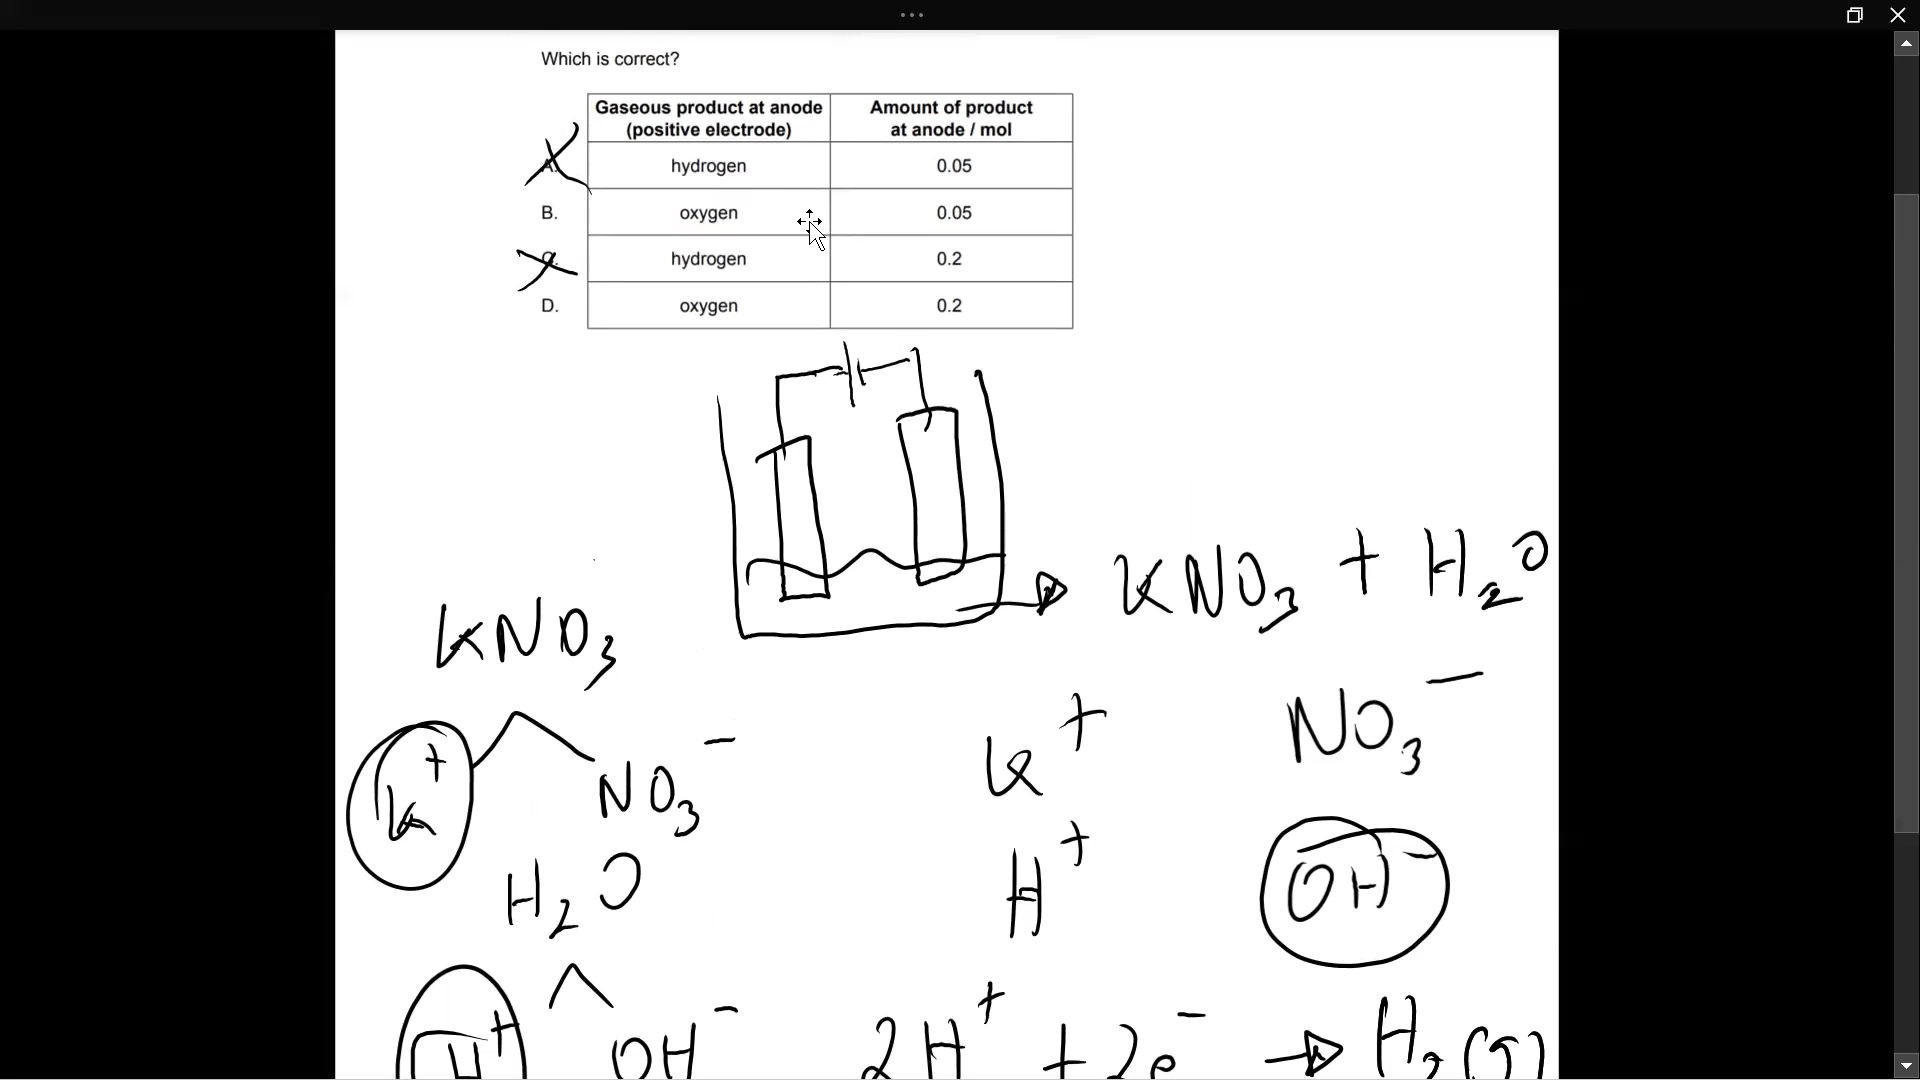 Which is correct?
Gaseous product at anode (positive electrode) Amount of product at anode / mol
A. hydrogen 0.05
B. oxygen 0.05
C. hydrogen 0.2
D. oxygen 0.2
KNO3 + H2O
KNO3
K+ NO3-
K+ NO3-
H2O
H+ OH-
H+ OH-
2H+ + 2e- → H2(g)